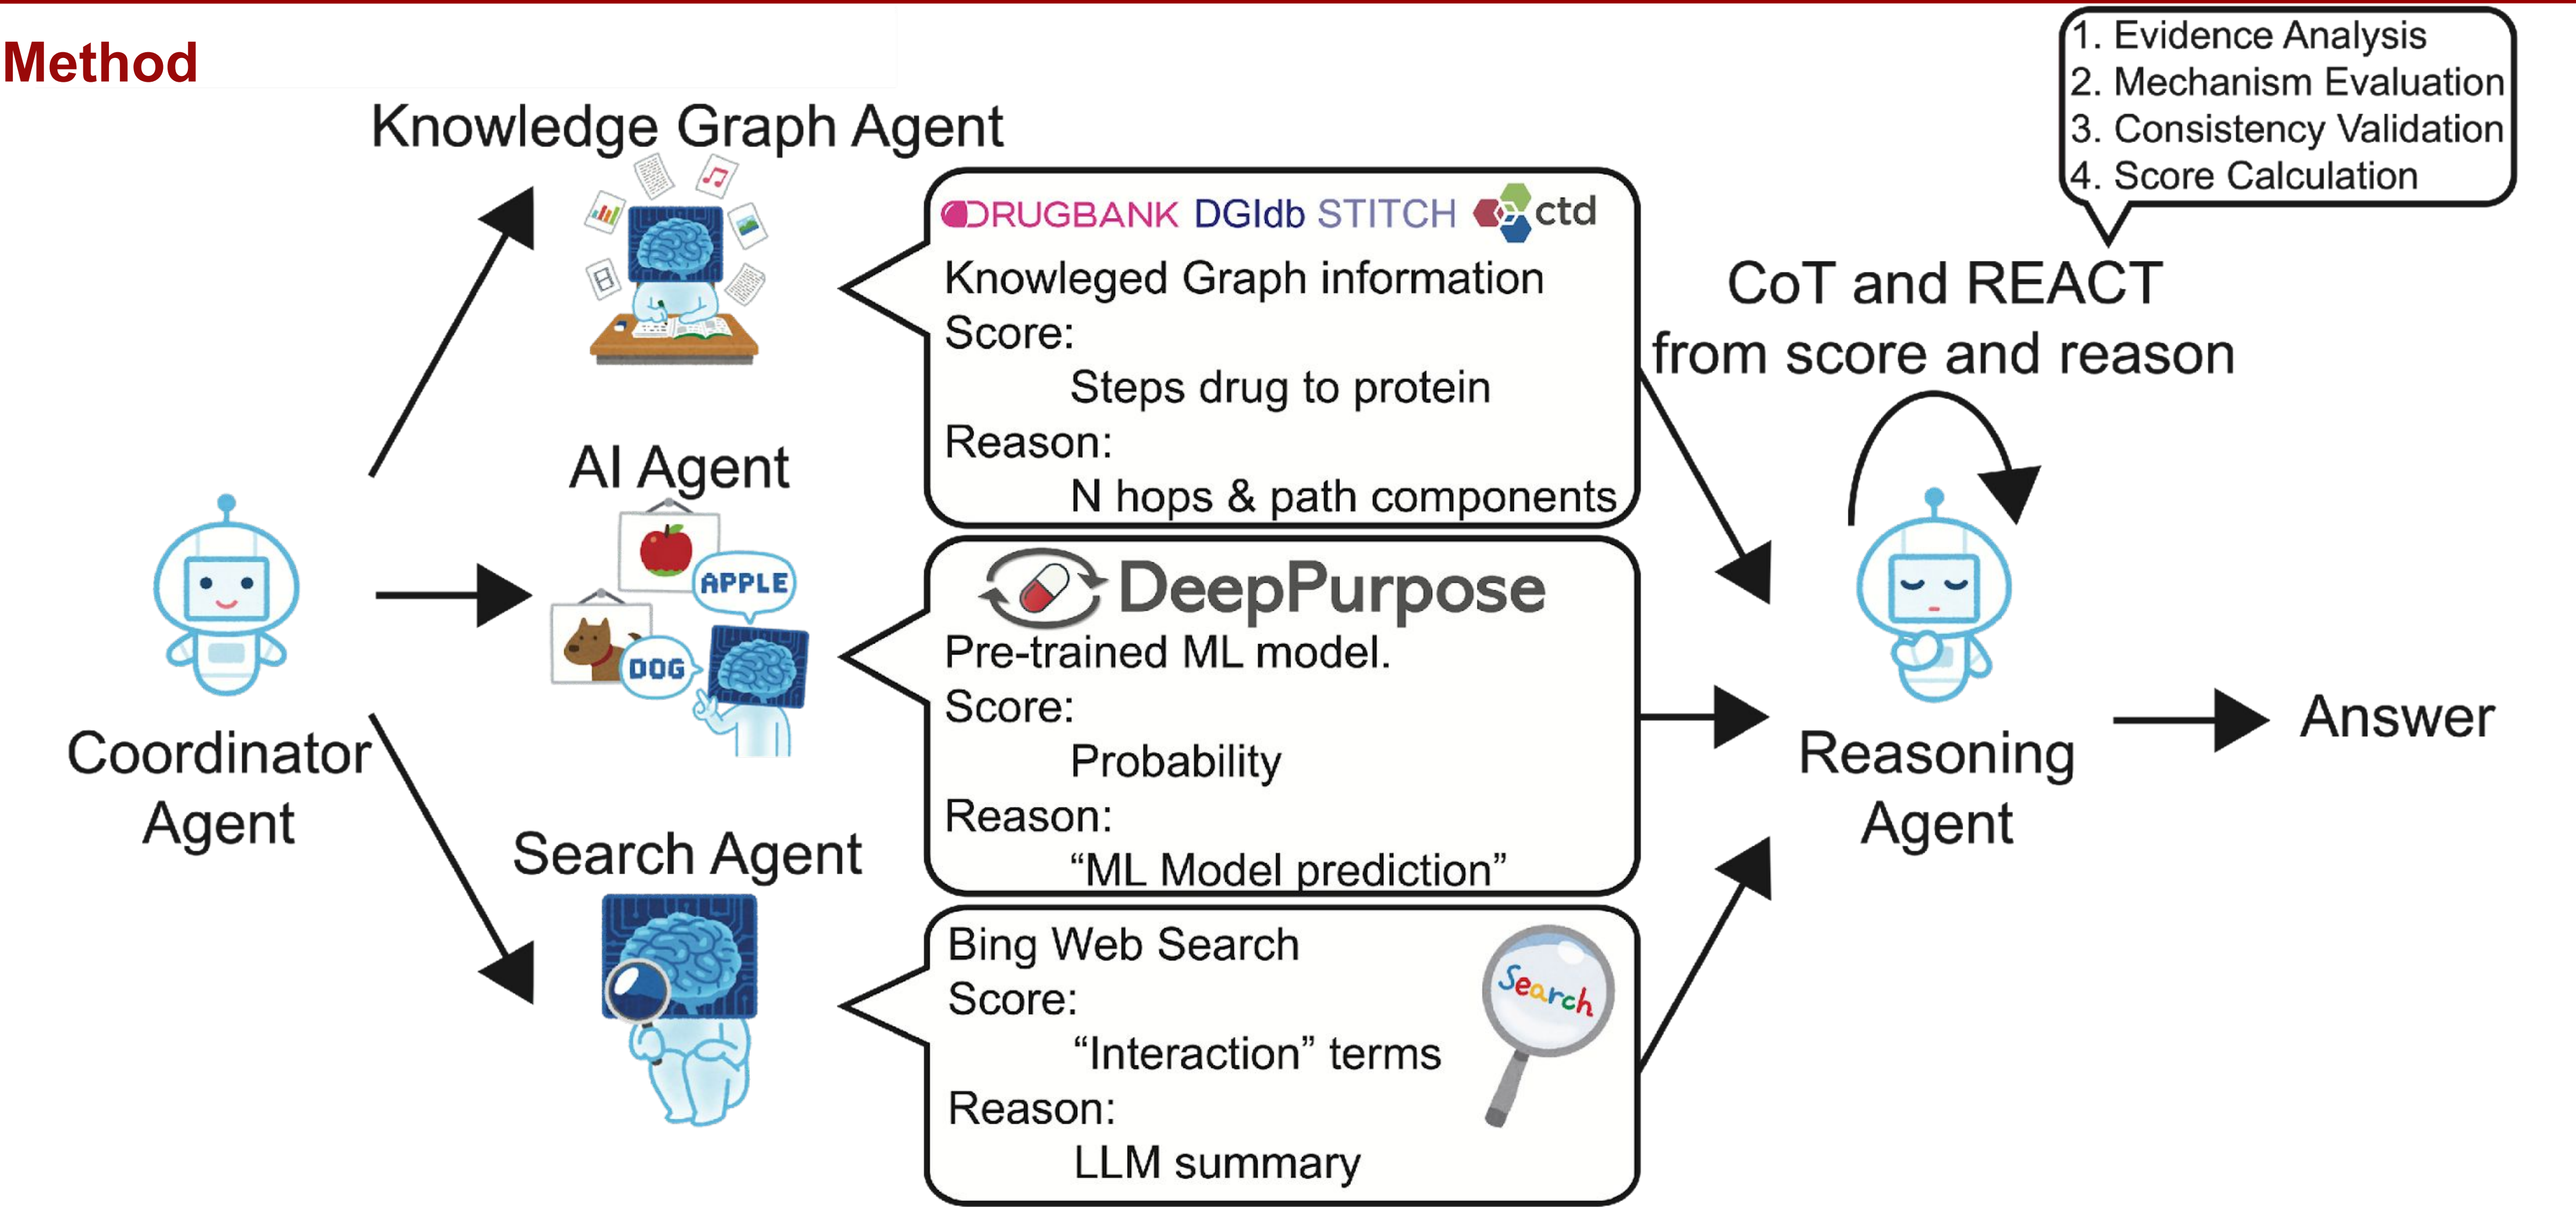 Method
1. Evidence Analysis
2. Mechanism Evaluation
3. Consistency Validation
4. Score Calculation
Knowledge Graph Agent
DRUGBANK DGIdb STITCH ctd
Knowleged Graph information
Score:
Steps drug to protein
Reason:
N hops & path components
CoT and REACT
from score and reason
AI Agent
APPLE
DOG
DeepPurpose
Pre-trained ML model.
Score:
Probability
Reason:
“ML Model prediction”
Coordinator
Agent
Search Agent
Bing Web Search
Score:
“Interaction” terms
Reason:
LLM summary
Search
Reasoning
Agent
Answer